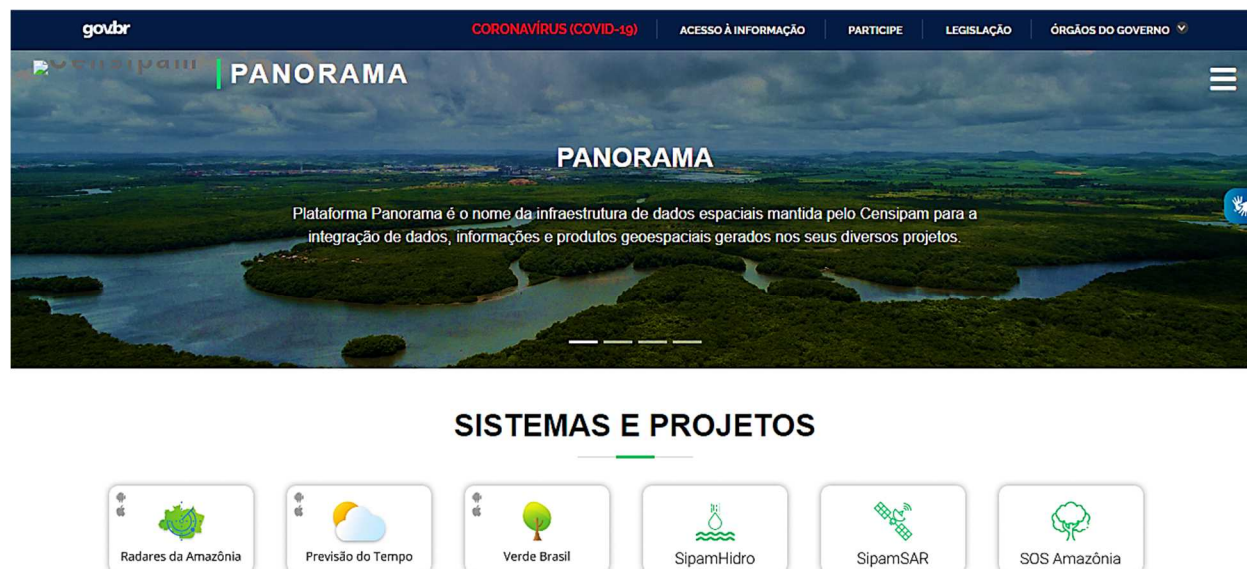 gov.br
CORONAVÍRUS (COVID-19)
ACESSO À INFORMAÇÃO
PARTICIPE
LEGISLAÇÃO
ÓRGÃOS DO GOVERNO
Censipam
PANORAMA
PANORAMA
Plataforma Panorama é o nome da infraestrutura de dados espaciais mantida pelo Censipam para a
integração de dados, informações e produtos geoespaciais gerados nos seus diversos projetos.
SISTEMAS E PROJETOS
Radares da Amazônia
Previsão do Tempo
Verde Brasil
SipamHidro
SipamSAR
SOS Amazônia